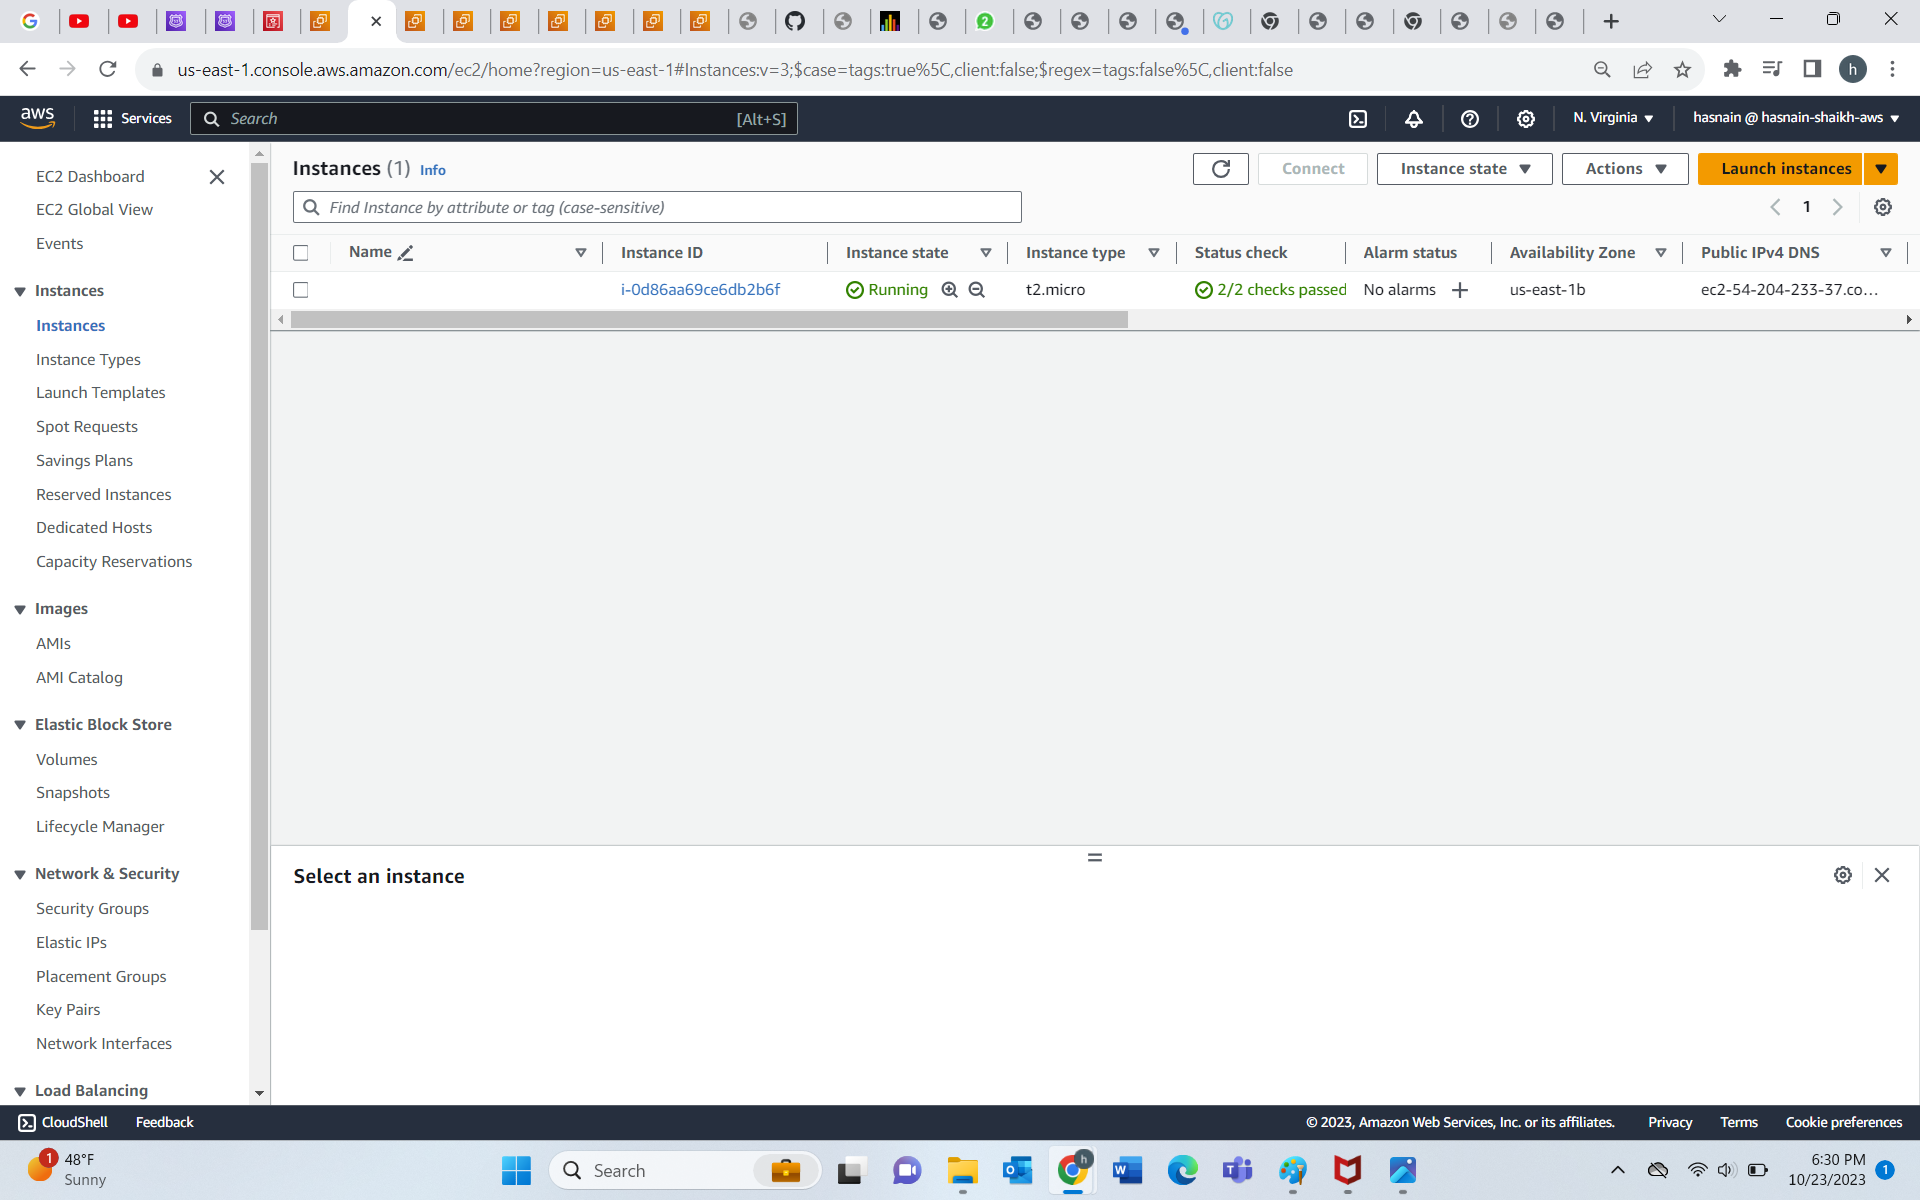 2
us-east-1.console.aws.amazon.com/ec2/home?region=us-east-1#Instances:v=3;$case=tags:true%5C,client:false;$regex=tags:false%5C,client:false
h
aws
Services
Search
[Alt+S]
N. Virginia
hasnain @ hasnain-shaikh-aws
EC2 Dashboard
EC2 Global View
Events
Instances
Instances
Instance Types
Launch Templates
Spot Requests
Savings Plans
Reserved Instances
Dedicated Hosts
Capacity Reservations
Images
AMIs
AMI Catalog
Elastic Block Store
Volumes
Snapshots
Lifecycle Manager
Network & Security
Security Groups
Elastic IPs
Placement Groups
Key Pairs
Network Interfaces
Load Balancing
Instances (1) Info
Connect
Instance state
Actions
Launch instances
Find Instance by attribute or tag (case-sensitive)
1
Name Instance ID Instance state Instance type Status check Alarm status Availability Zone Public IPv4 DNS
i-0d86aa69ce6db2b6f Running t2.micro 2/2 checks passed No alarms us-east-1b ec2-54-204-233-37.co...
Select an instance
CloudShell
Feedback
© 2023, Amazon Web Services, Inc. or its affiliates.
Privacy
Terms
Cookie preferences
1
48°F
Sunny
Search
h
6:30 PM
10/23/2023
1